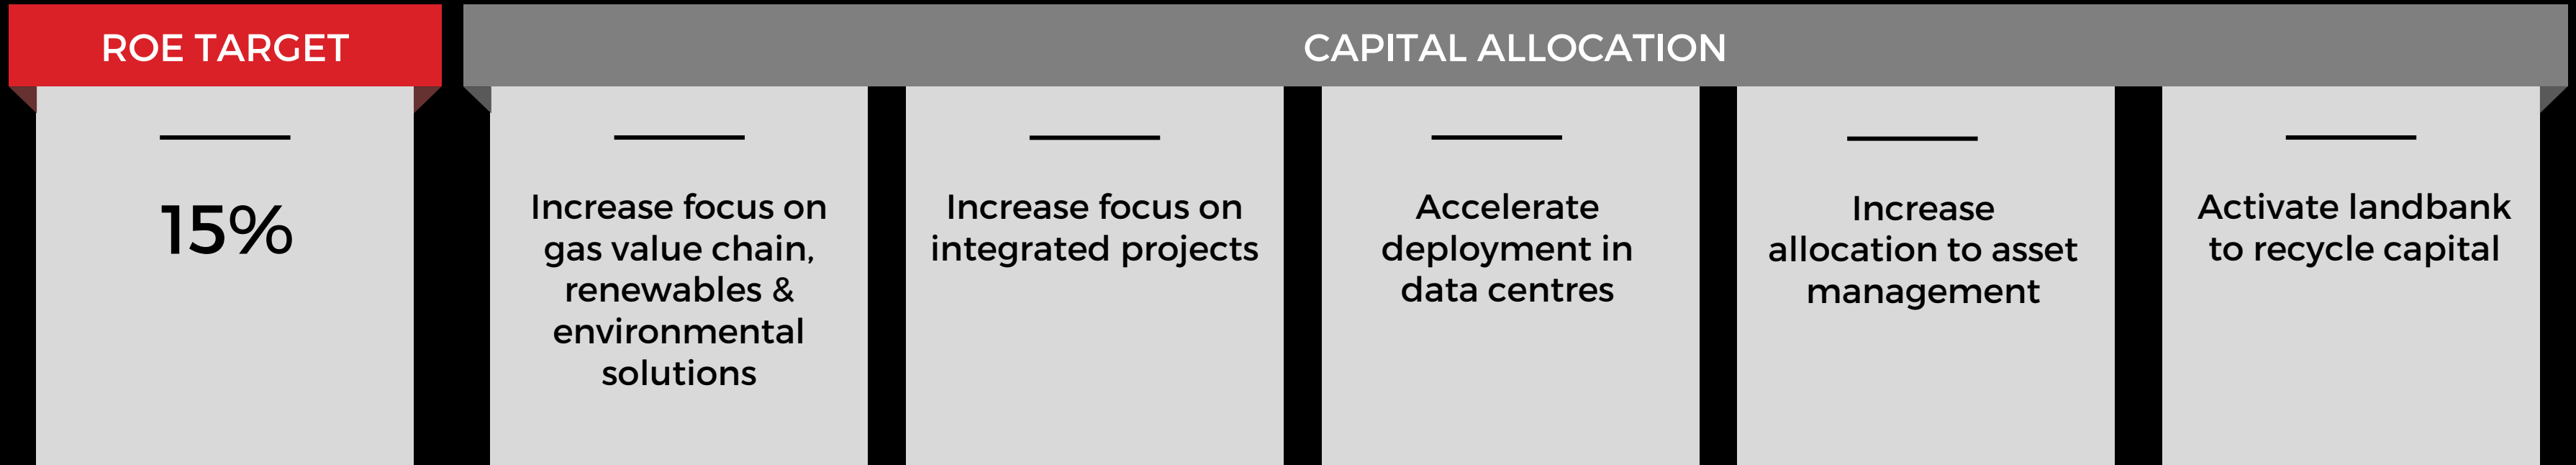 ROE TARGET
15%
CAPITAL ALLOCATION
Increase focus on
gas value chain,
renewables &
environmental
solutions
Increase focus on
integrated projects
Accelerate
deployment in
data centres
Increase
allocation to asset
management
Activate landbank
to recycle capital